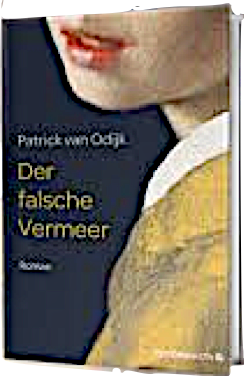 Patrick van Odijk
Der
falsche
Vermeer
Roman